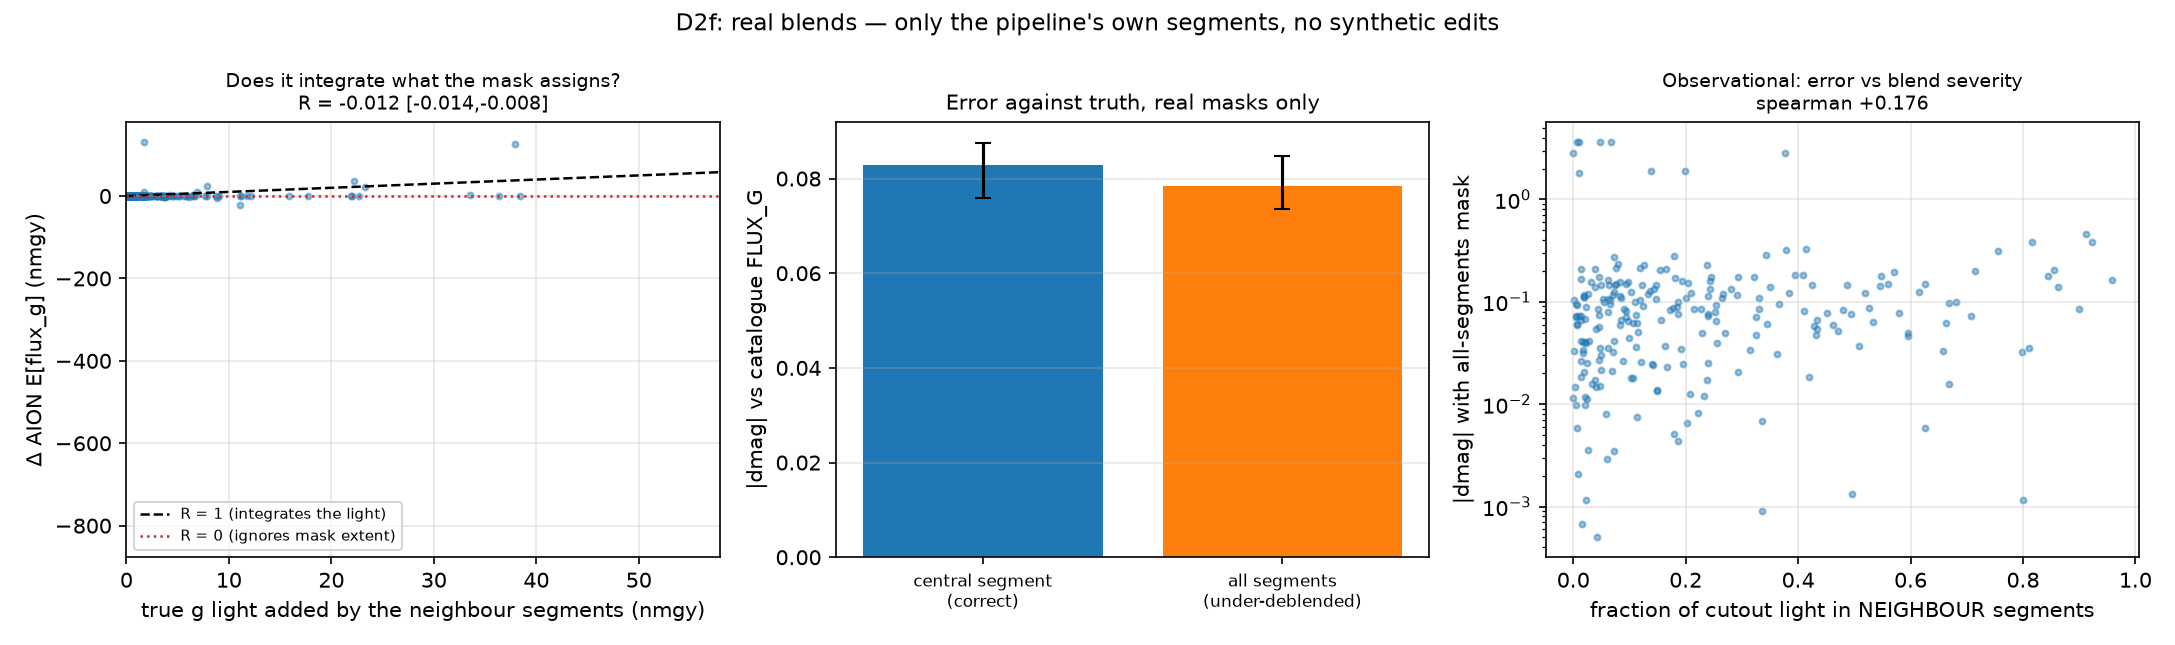 D2f: real blends — only the pipeline's own segments, no synthetic edits
Does it integrate what the mask assigns?
R = -0.012 [-0.014,-0.008]
Δ AION E[flux_g] (nmgy)
0
−200
−400
−600
−800
R = 1 (integrates the light)
R = 0 (ignores mask extent)
0 10 20 30 40 50
true g light added by the neighbour segments (nmgy)
Error against truth, real masks only
|dmag| vs catalogue FLUX_G
0.08
0.06
0.04
0.02
0.00
central segment
(correct)
all segments
(under-deblended)
Observational: error vs blend severity
spearman +0.176
|dmag| with all-segments mask
10⁰
10⁻¹
10⁻²
10⁻³
0.0 0.2 0.4 0.6 0.8 1.0
fraction of cutout light in NEIGHBOUR segments